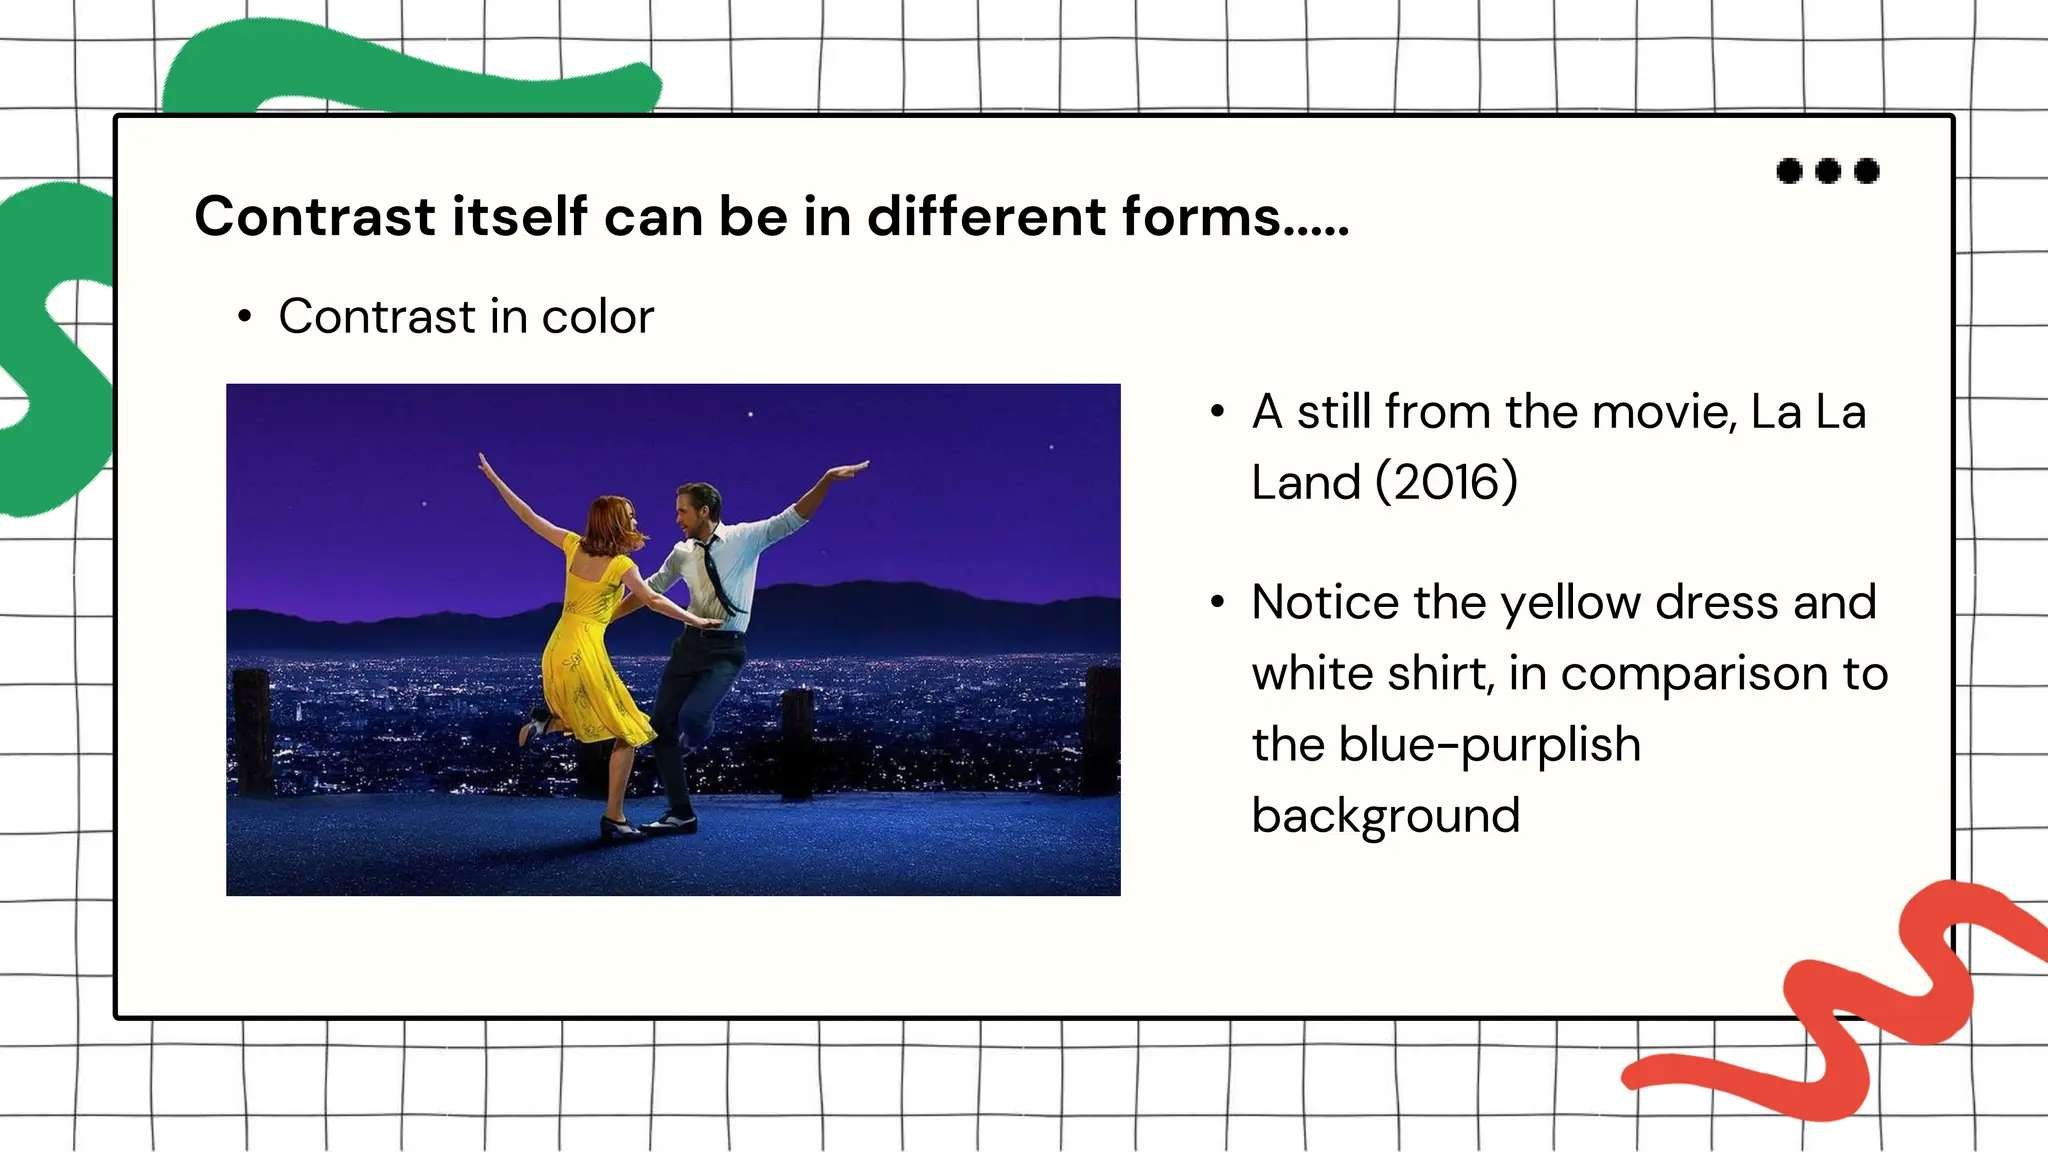 Contrast itself can be in different forms.....
• Contrast in color
• A still from the movie, La La
Land (2016)
• Notice the yellow dress and
white shirt, in comparison to
the blue-purplish
background